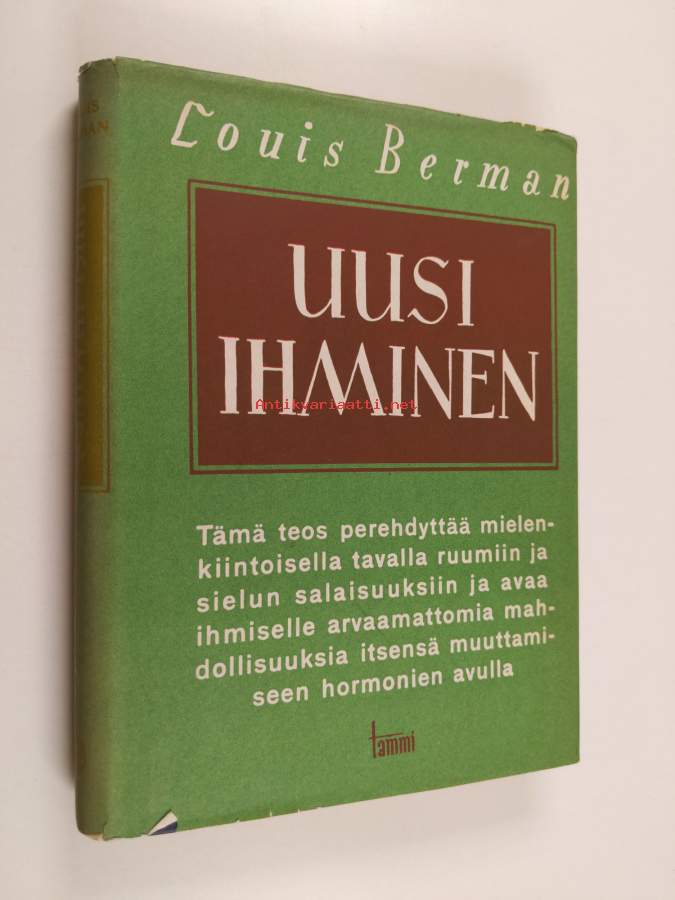 Louis Berman
UUSI
IHMINEN
Antikvariaatti.net
Tämä teos perehdyttää mielen-
kiintoisella tavalla ruumiin ja
sielun salaisuuksiin ja avaa
ihmiselle arvaamattomia mah-
dollisuuksia itsensä muuttami-
seen hormonien avulla
tammi